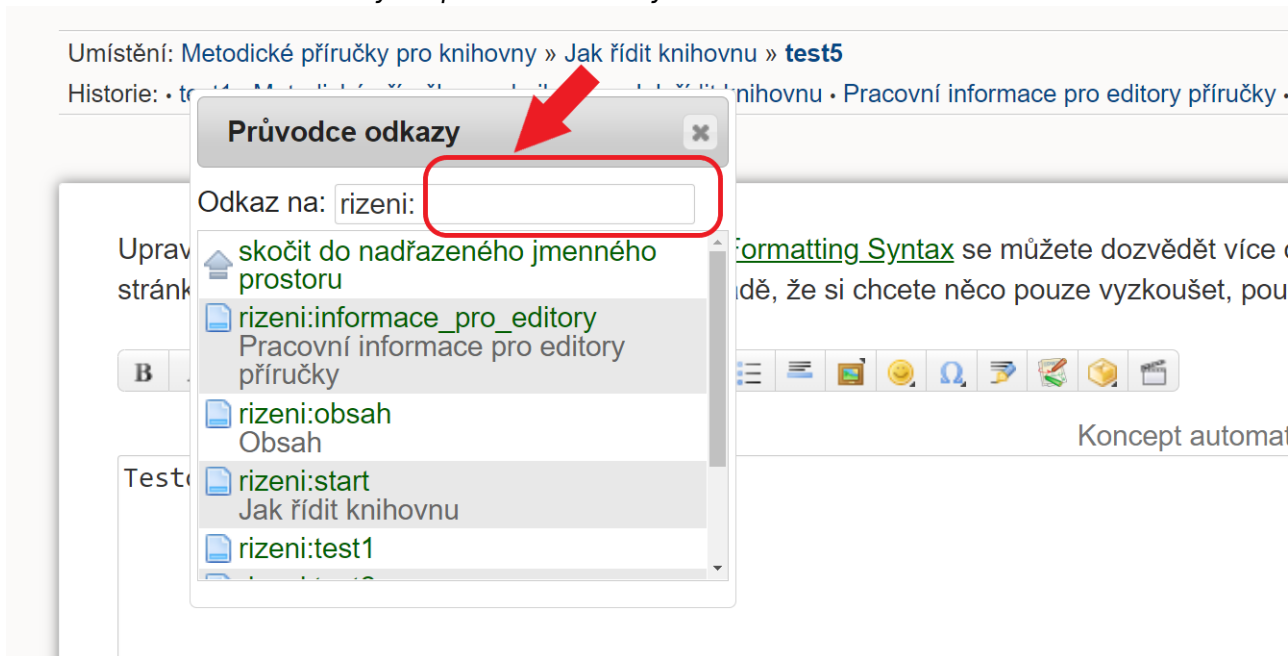 Umístění: Metodické příručky pro knihovny » Jak řídit knihovnu » test5
Historie: •
nihovnu • Pracovní informace pro editory příručky •
Průvodce odkazy
Odkaz na: rizeni:
skočit do nadřazeného jmenného
prostoru
rizeni:informace_pro_editory
Pracovní informace pro editory
příručky
rizeni:obsah
Obsah
rizeni:start
Jak řídit knihovnu
rizeni:test1
Uprav
Formatting Syntax se můžete dozvědět více
stránk
dě, že si chcete něco pouze vyzkoušet, pou
B
Ω
Koncept automat
Test